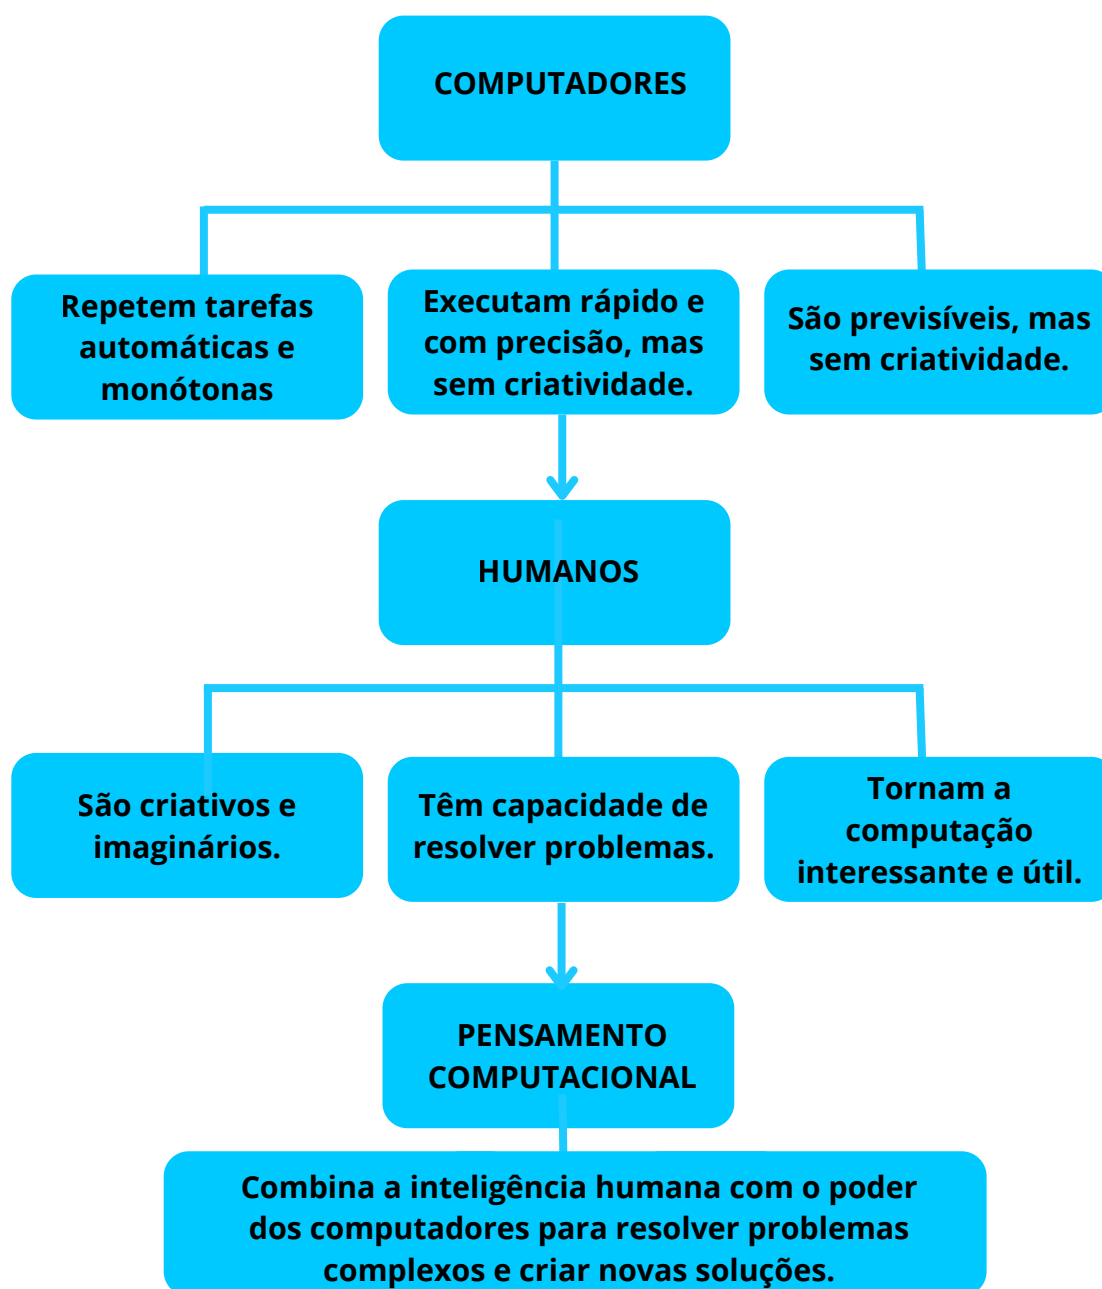 COMPUTADORES
Repetem tarefas
automáticas e
monótonas
Executam rápido e
com precisão, mas
sem criatividade.
São previsíveis, mas
sem criatividade.
HUMANOS
São criativos e
imaginários.
Têm capacidade de
resolver problemas.
Tornam a
computação
interessante e útil.
PENSAMENTO
COMPUTACIONAL
Combina a inteligência humana com o poder
dos computadores para resolver problemas
complexos e criar novas soluções.